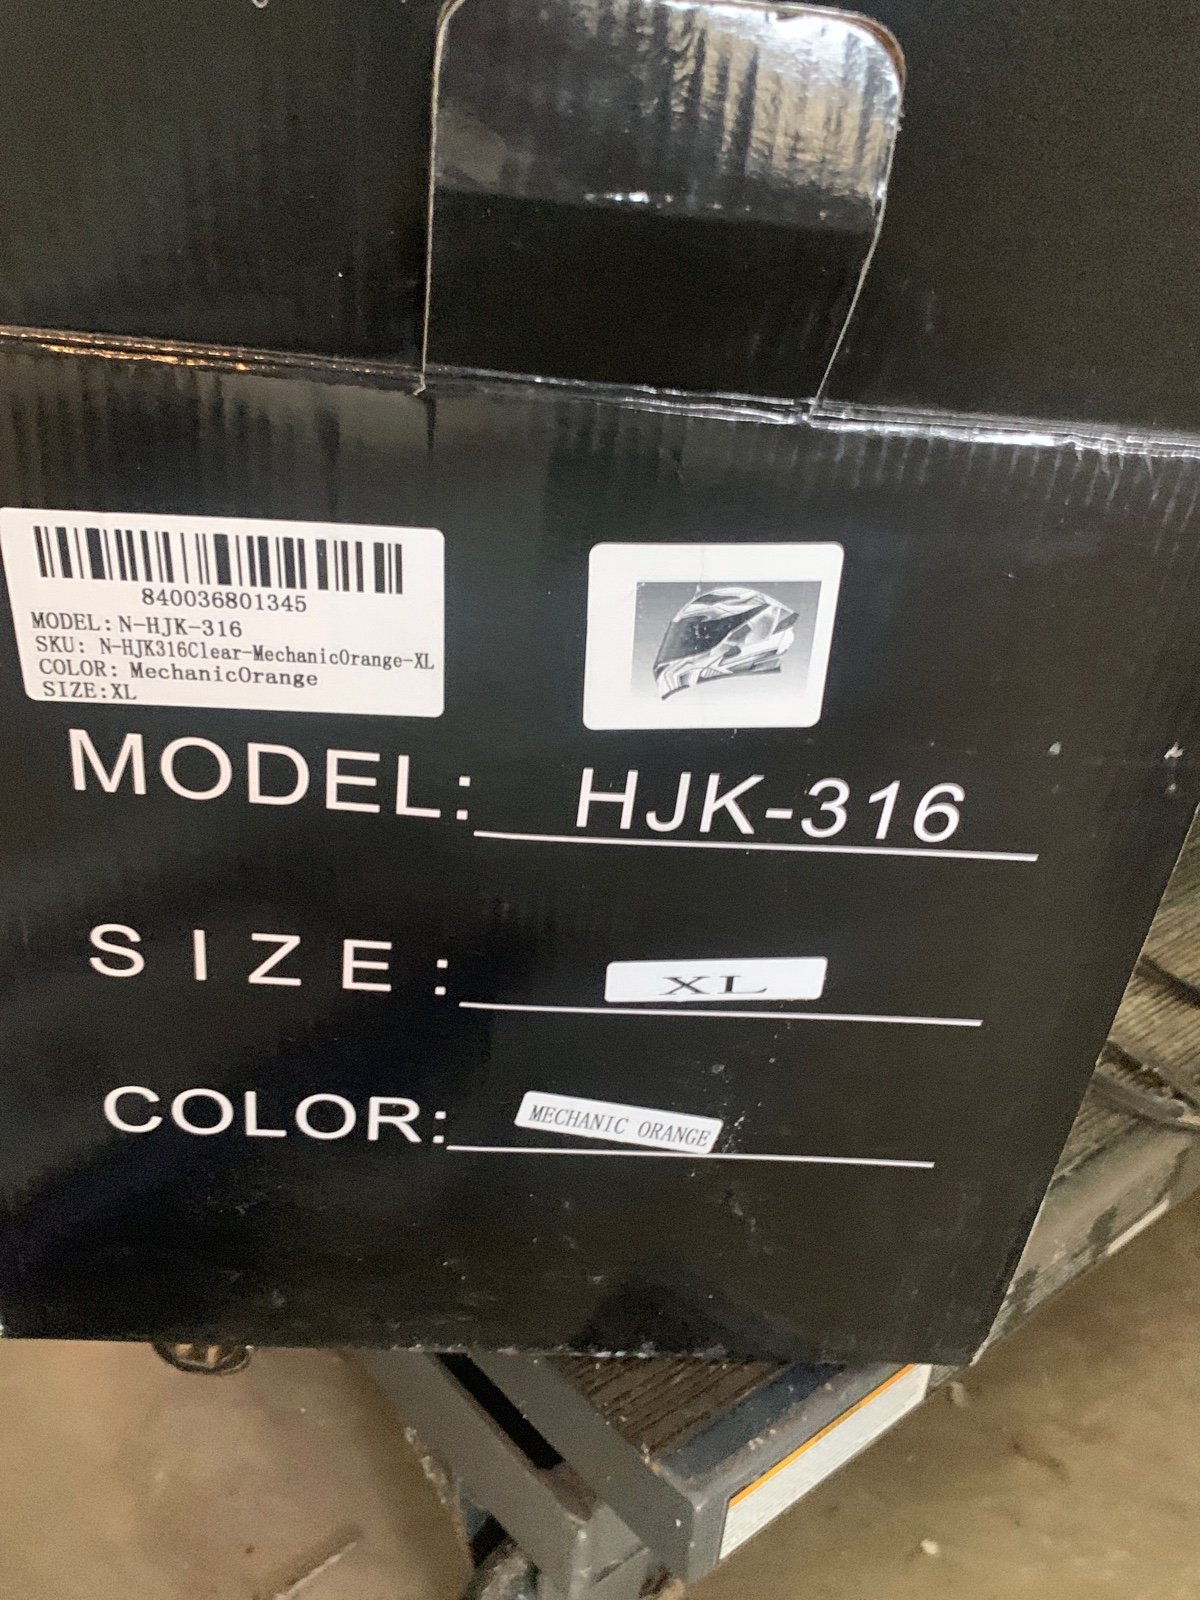 840036801345
MODEL: N-HJK-316
SKU: N-HJK316Clear-MechanicOrange-XL
COLOR: MechanicOrange
SIZE:XL
MODEL: HJK-316
SIZE: XL
COLOR: MECHANIC ORANGE